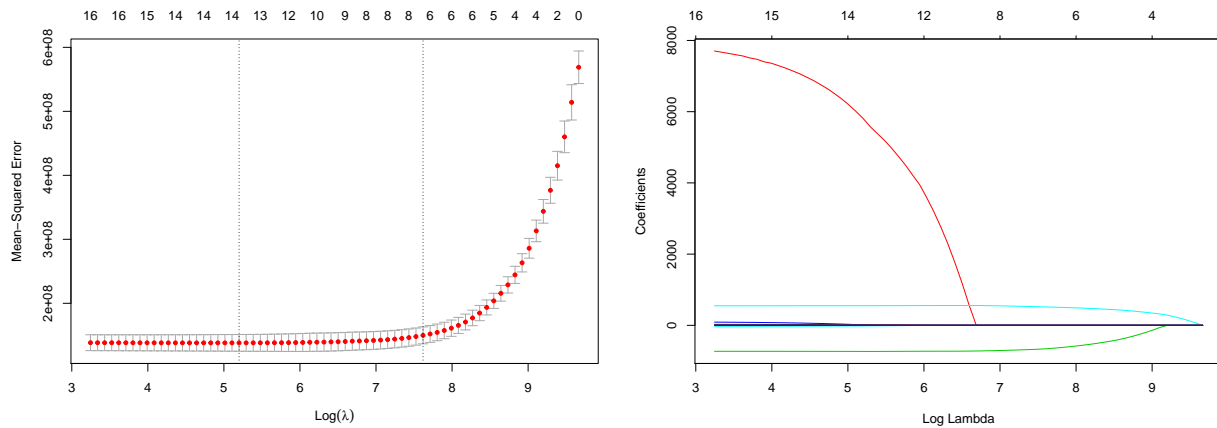 16 16 15 14 14 13 12 10 9 8 8 6 6 5 4 4 2 0
6e+08
5e+08
4e+08
3e+08
2e+08
Mean−Squared Error
3 4 5 6 7 8 9
Log(λ)
16 15 14 12 8 6 4
8000
6000
4000
2000
0
Coefficients
3 4 5 6 7 8 9
Log Lambda